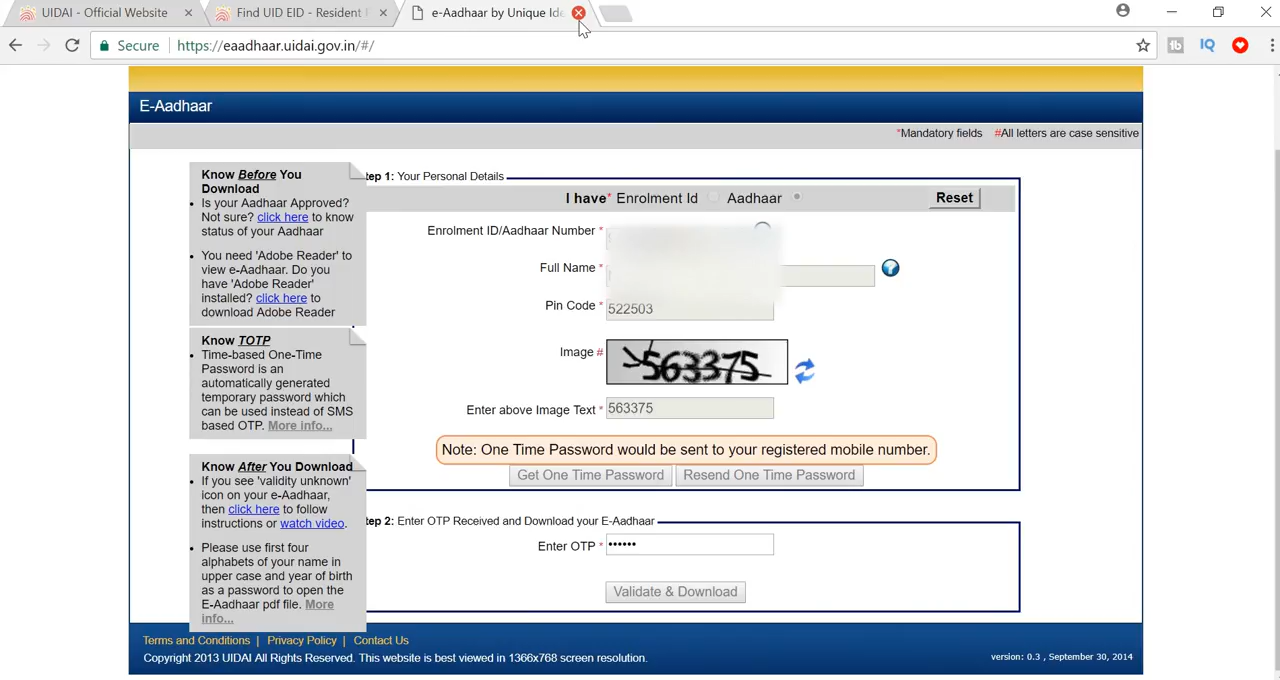 UIDAI - Official Website
Find UID EID - Resident P
e-Aadhaar by Unique Ide
Secure
https://eaadhaar.uidai.gov.in/#/
E-Aadhaar
*Mandatory fields #All letters are case sensitive
Know Before You
Download
Is your Aadhaar Approved?
Not sure? click here to know
status of your Aadhaar
You need 'Adobe Reader' to
view e-Aadhaar. Do you
have 'Adobe Reader'
installed? click here to
download Adobe Reader
Know TOTP
Time-based One-Time
Password is an
automatically generated
temporary password which
can be used instead of SMS
based OTP. More info...
Know After You Download
If you see 'validity unknown'
icon on your e-Aadhaar,
then click here to follow
instructions or watch video.
Please use first four
alphabets of your name in
upper case and year of birth
as a password to open the
E-Aadhaar pdf file. More
info...
tep 1: Your Personal Details
I have* Enrolment Id Aadhaar
Reset
Enrolment ID/Aadhaar Number *
Full Name *
Pin Code * 522503
Image # 563375
Enter above Image Text * 563375
Note: One Time Password would be sent to your registered mobile number.
Get One Time Password Resend One Time Password
tep 2: Enter OTP Received and Download your E-Aadhaar
Enter OTP * ••••••
Validate & Download
Terms and Conditions | Privacy Policy | Contact Us
Copyright 2013 UIDAI All Rights Reserved. This website is best viewed in 1366x768 screen resolution.
version: 0.3 , September 30, 2014